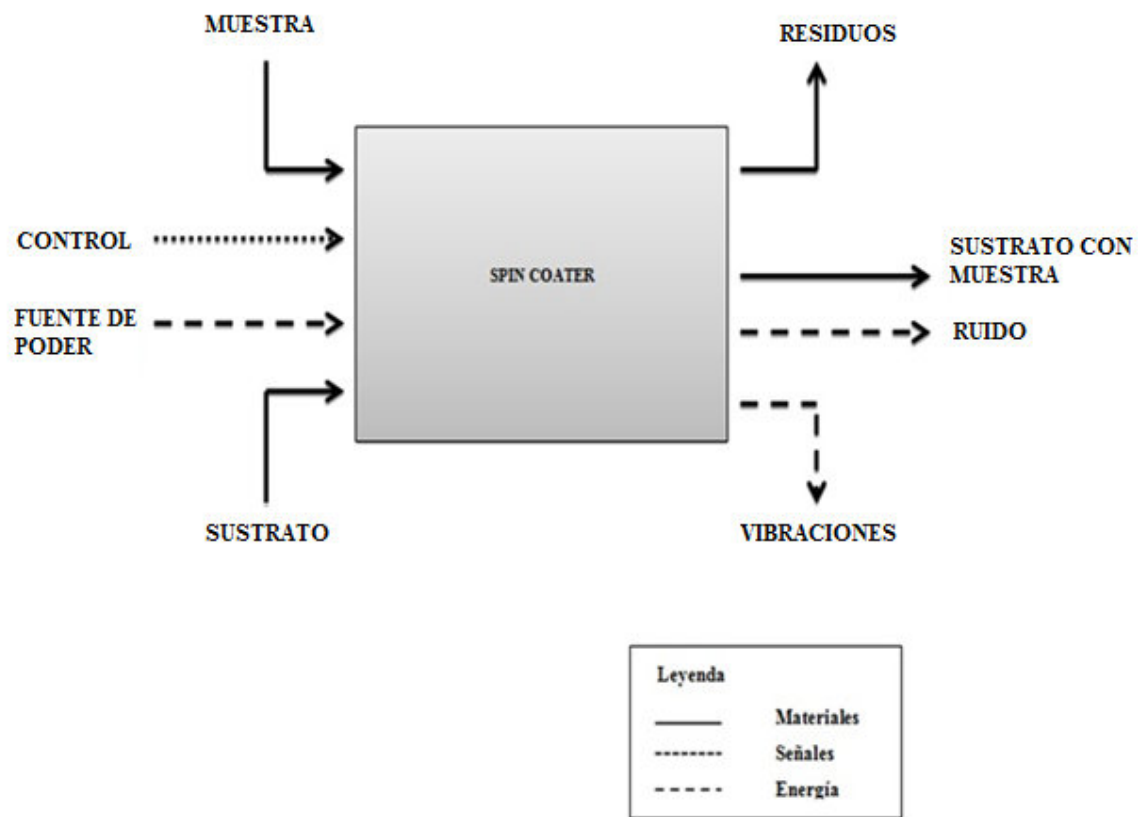 MUESTRA
RESIDUOS
CONTROL
SPIN COATER
SUSTRATO CON
MUESTRA
FUENTE DE
PODER
RUIDO
SUSTRATO
VIBRACIONES
Leyenda
Materiales
Señales
Energía